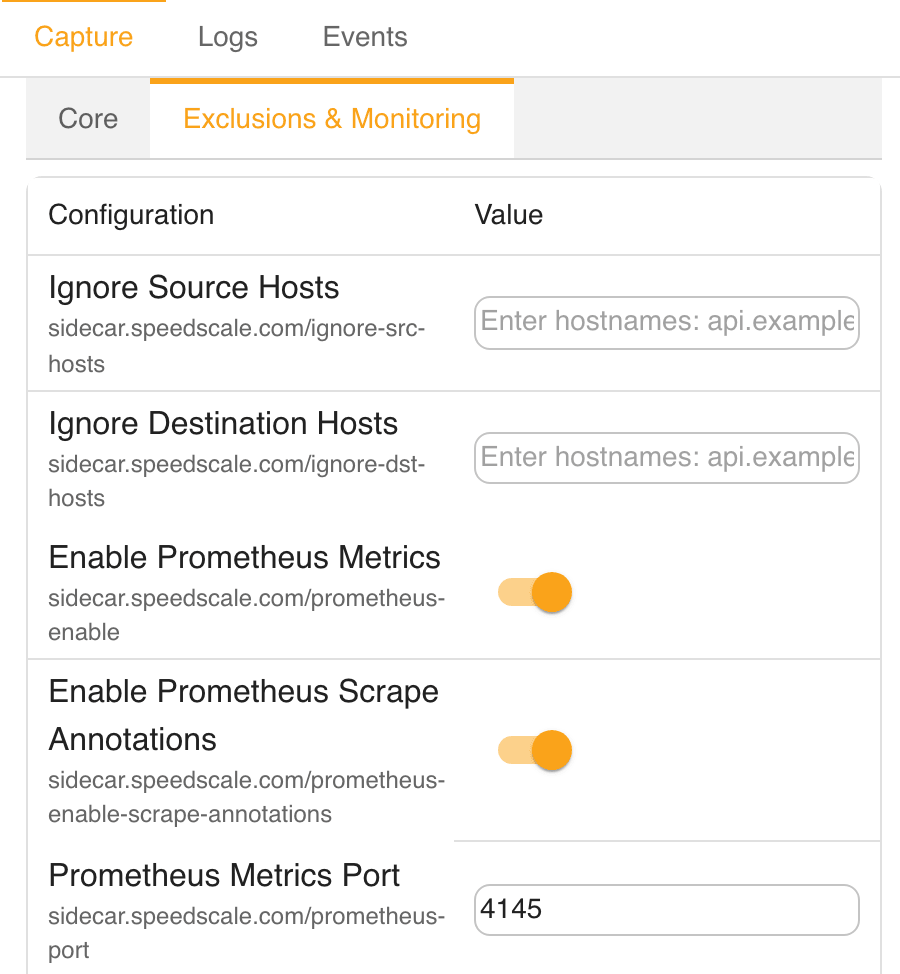 Capture Logs Events
Core Exclusions & Monitoring
Configuration Value
Ignore Source Hosts
sidecar.speedscale.com/ignore-src-
hosts
Enter hostnames: api.example
Ignore Destination Hosts
sidecar.speedscale.com/ignore-dst-
hosts
Enter hostnames: api.example
Enable Prometheus Metrics
sidecar.speedscale.com/prometheus-
enable
Enable Prometheus Scrape
Annotations
sidecar.speedscale.com/prometheus-
enable-scrape-annotations
Prometheus Metrics Port
sidecar.speedscale.com/prometheus-
port
4145